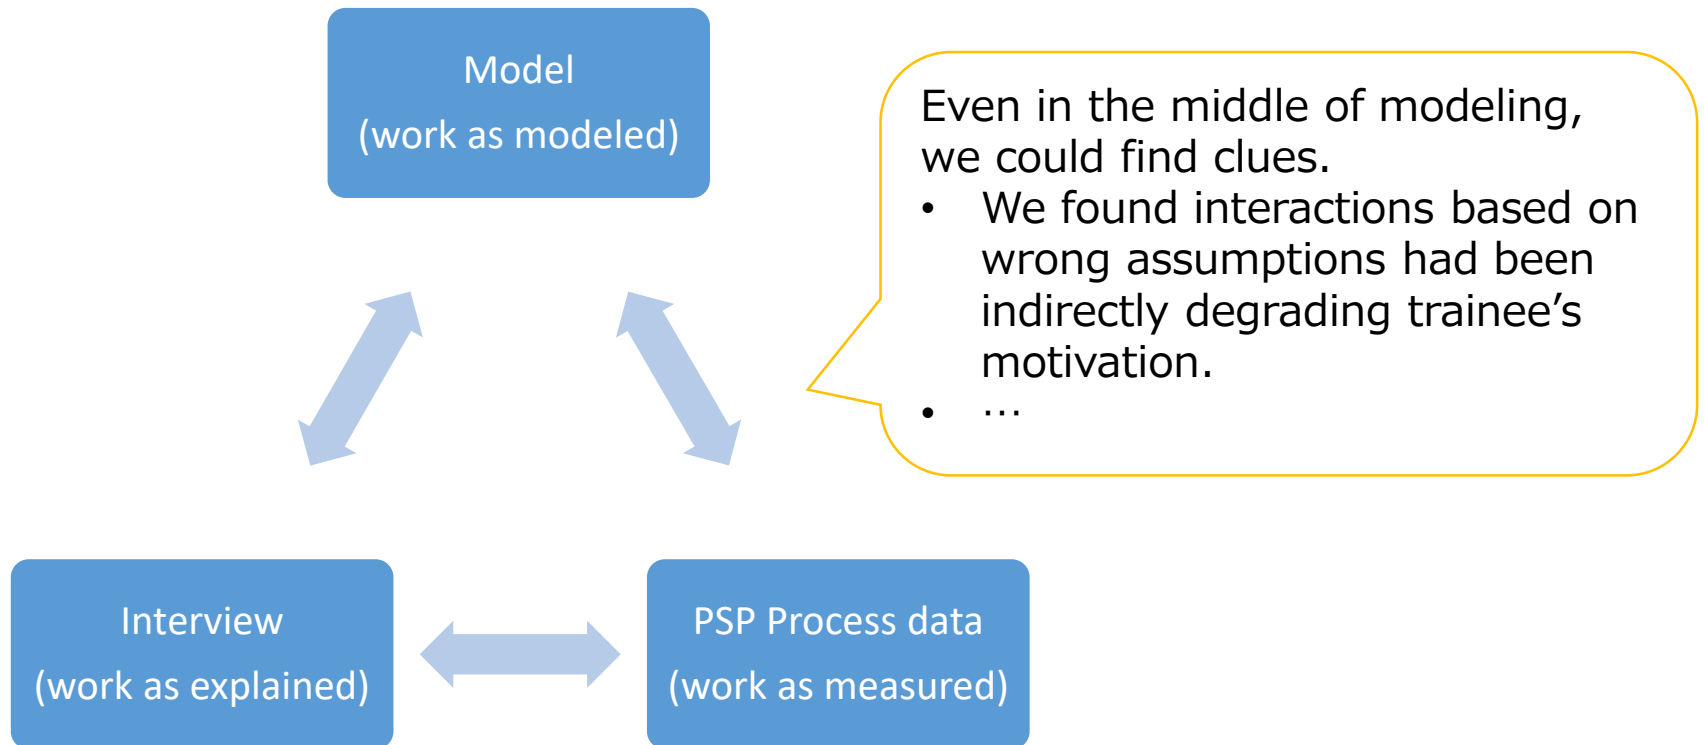 Model
(work as modeled)
Even in the middle of modeling,
we could find clues.
• We found interactions based on
wrong assumptions had been
indirectly degrading trainee’s
motivation.
• …
Interview
(work as explained)
PSP Process data
(work as measured)